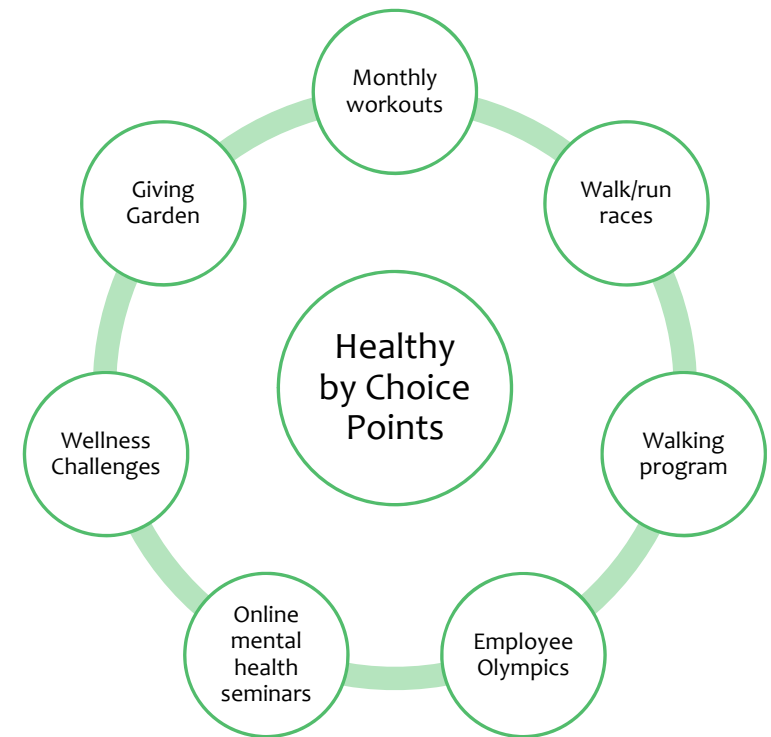 Monthly
workouts
Walk/run
races
Walking
program
Employee
Olympics
Online
mental
health
seminars
Wellness
Challenges
Giving
Garden
Healthy
by Choice
Points